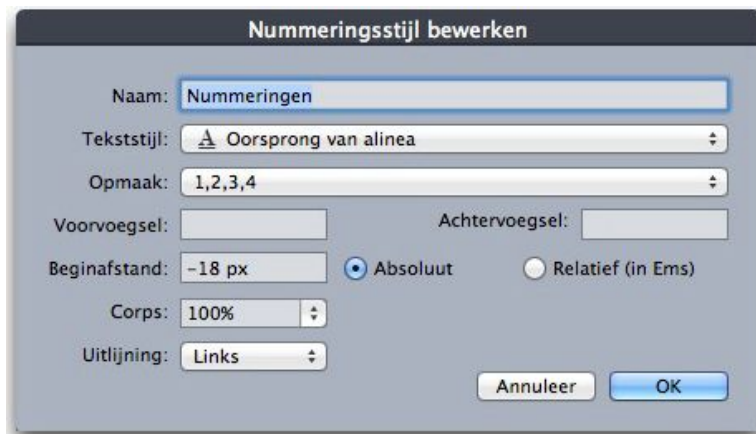 Nummeringsstijl bewerken
Naam: Nummeringen
Tekststijl: A Oorsprong van alinea
Opmaak: 1,2,3,4
Voorvoegsel: Achtervoegsel:
Beginafstand: -18 px Absoluut Relatief (in Ems)
Corps: 100%
Uitlijning: Links
Annuleer OK